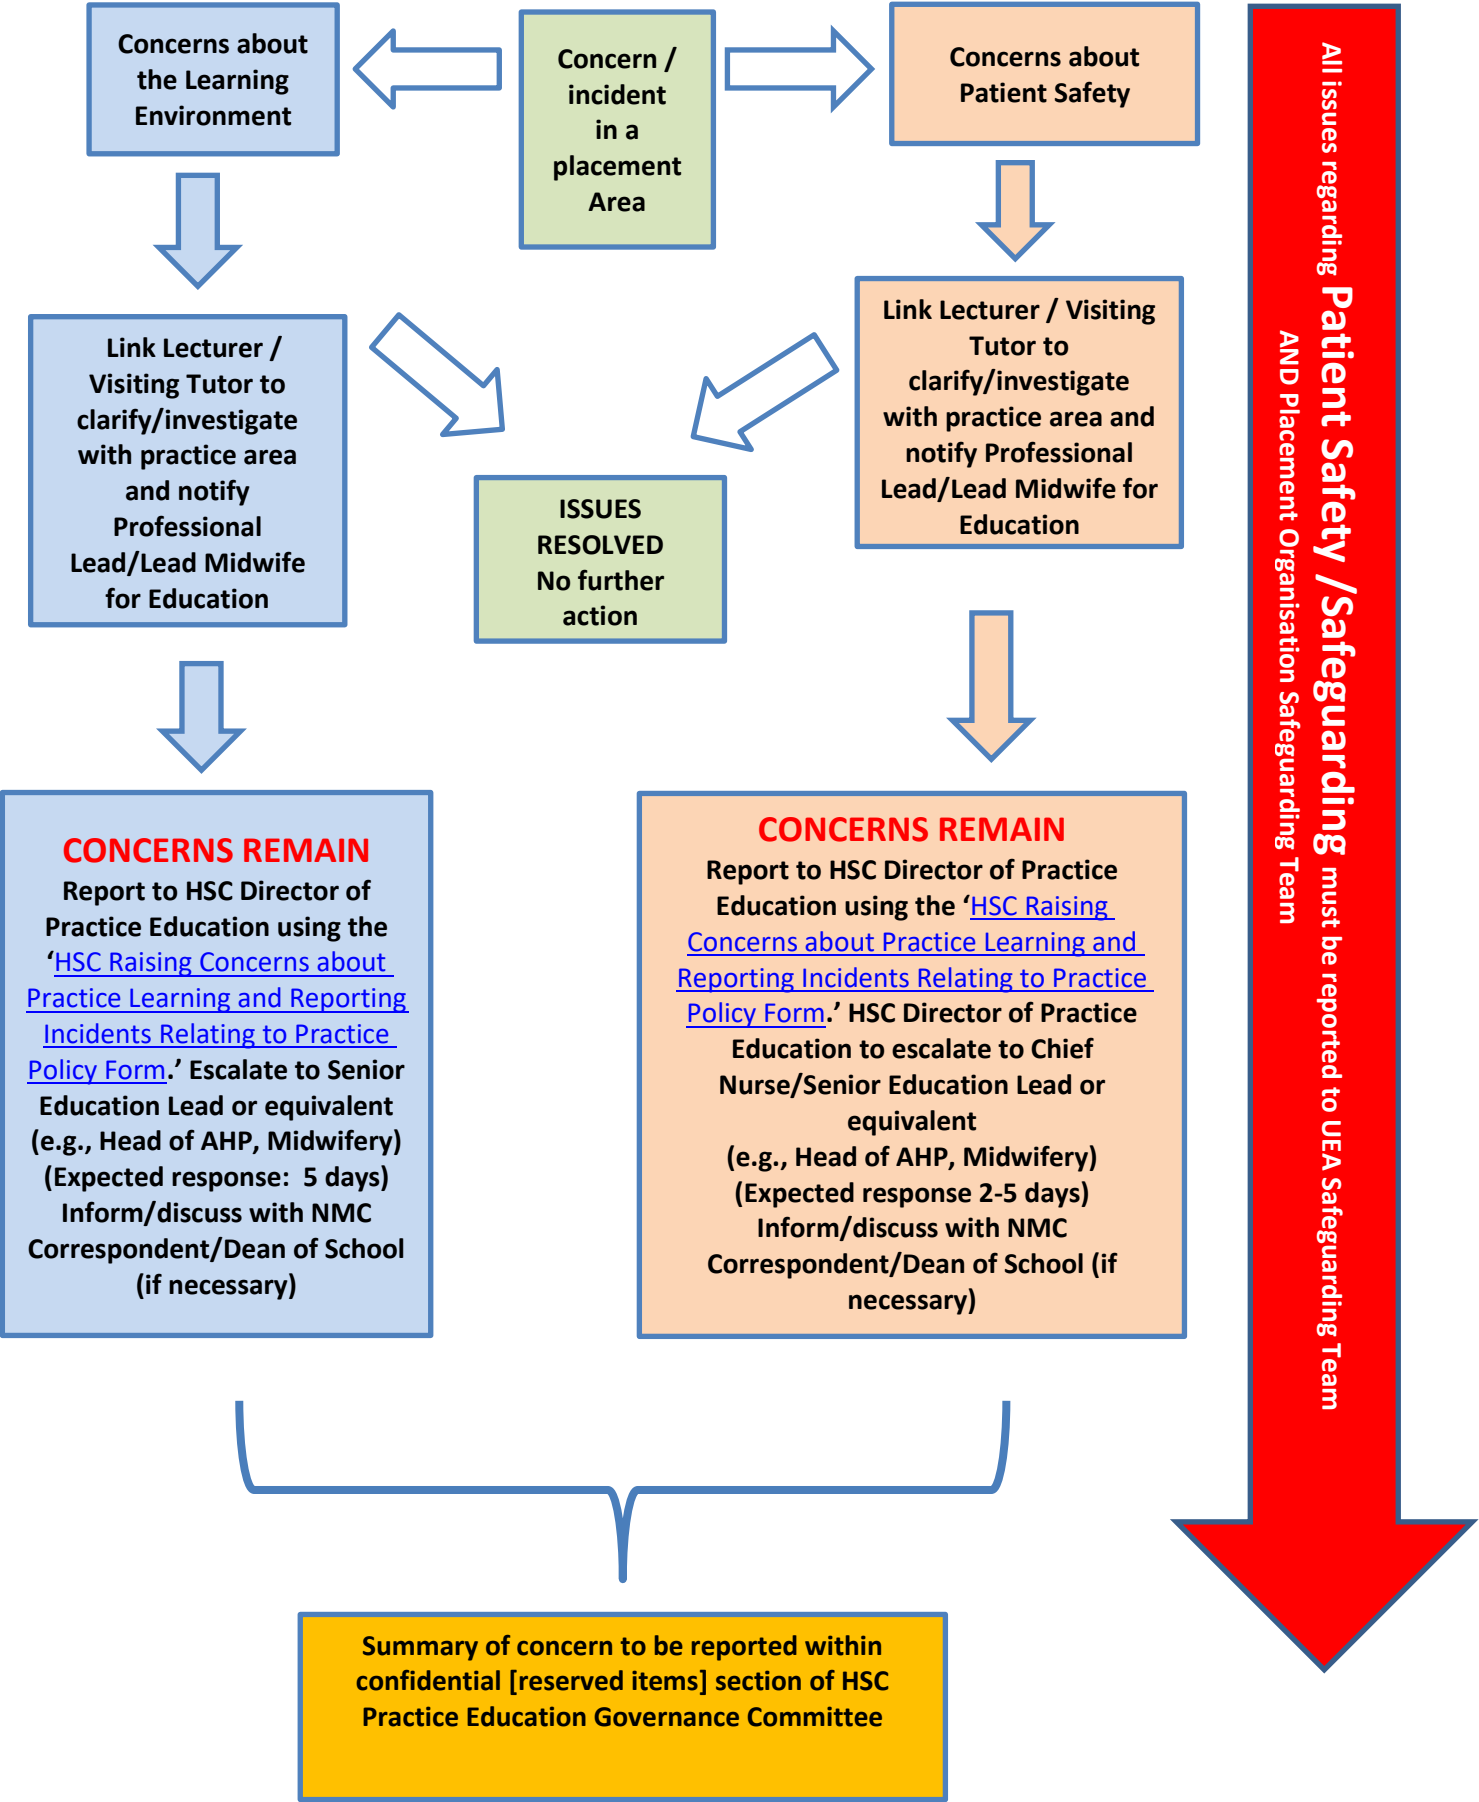 Concerns about
the Learning
Environment
Concern /
incident
in a
placement
Area
Concerns about
Patient Safety
Link Lecturer /
Visiting Tutor to
clarify/investigate
with practice area
and notify
Professional
Lead/Lead Midwife
for Education
ISSUES
RESOLVED
No further
action
Link Lecturer / Visiting
Tutor to
clarify/investigate
with practice area and
notify Professional
Lead/Lead Midwife for
Education
CONCERNS REMAIN
Report to HSC Director of
Practice Education using the
‘HSC Raising Concerns about
Practice Learning and Reporting
Incidents Relating to Practice
Policy Form.’ Escalate to Senior
Education Lead or equivalent
(e.g., Head of AHP, Midwifery)
(Expected response:  5 days)
Inform/discuss with NMC
Correspondent/Dean of School
(if necessary)
CONCERNS REMAIN
Report to HSC Director of Practice
Education using the ‘HSC Raising
Concerns about Practice Learning and
Reporting Incidents Relating to Practice
Policy Form.’ HSC Director of Practice
Education to escalate to Chief
Nurse/Senior Education Lead or
equivalent
(e.g., Head of AHP, Midwifery)
(Expected response 2-5 days)
Inform/discuss with NMC
Correspondent/Dean of School (if
necessary)
Summary of concern to be reported within
confidential [reserved items] section of HSC
Practice Education Governance Committee
All issues regarding Patient Safety /Safeguarding must be reported to UEA Safeguarding Team
AND Placement Organisation Safeguarding Team